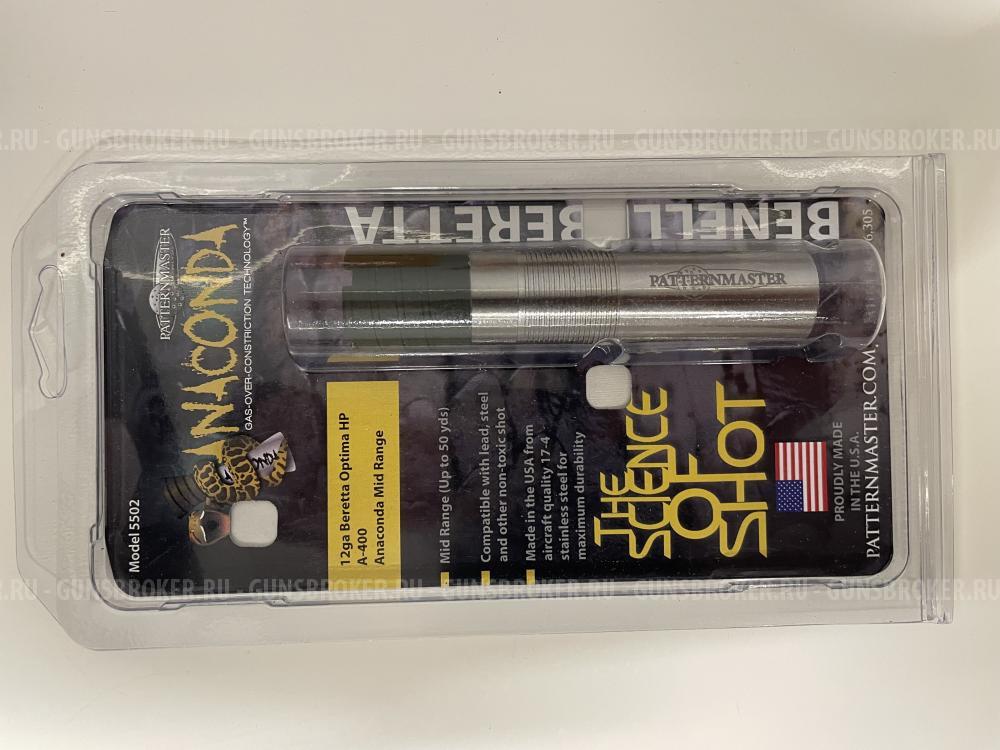 GUNSBROKER.RU - GUNSBROKER.RU - GUNSBROKER.RU - GUNSBROKER.RU - GUNSBROKER.RU
Model 5502
PATTERNMASTER
ANACONDA
GAS-OVER-CONSTRICTION TECHNOLOGY™
12ga Beretta Optima HP
A-400
Anaconda Mid Range
Mid Range (Up to 50 yds)
Compatible with lead, steel
and other non-toxic shot
Made in the USA from
aircraft quality 17-4
stainless steel for
maximum durability
THE
SCIENCE
OF
SHOT
PROUDLY MADE
IN THE U.S.A.
PATTERNMASTER.COM
BERETTA
BENELL
PATTERNMASTER
6.305
GUNSBROKER.RU - GUNSBROKER.RU - GUNSBROKER.RU - GUNSBROKER.RU - GUNSBROKER.RU